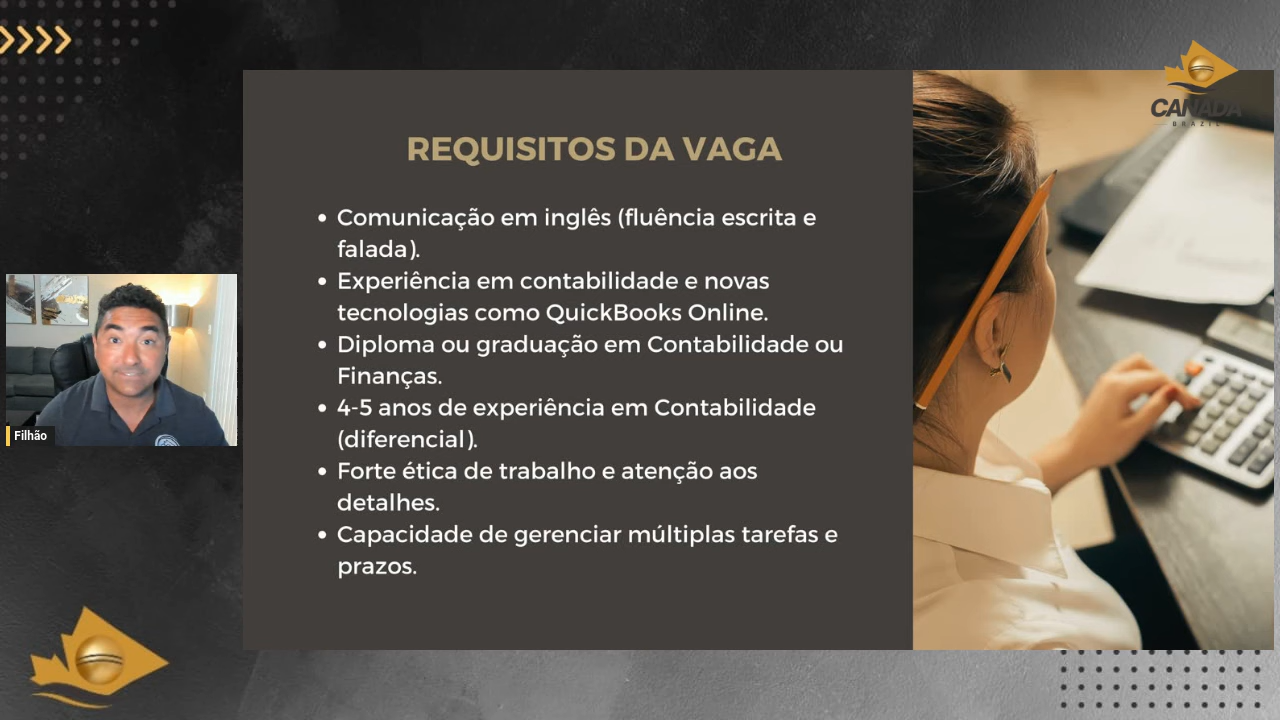 CANADA
BRAZIL
REQUISITOS DA VAGA
• Comunicação em inglês (fluência escrita e
falada).
• Experiência em contabilidade e novas
tecnologias como QuickBooks Online.
• Diploma ou graduação em Contabilidade ou
Finanças.
• 4-5 anos de experiência em Contabilidade
(diferencial).
• Forte ética de trabalho e atenção aos
detalhes.
• Capacidade de gerenciar múltiplas tarefas e
prazos.
Filhão